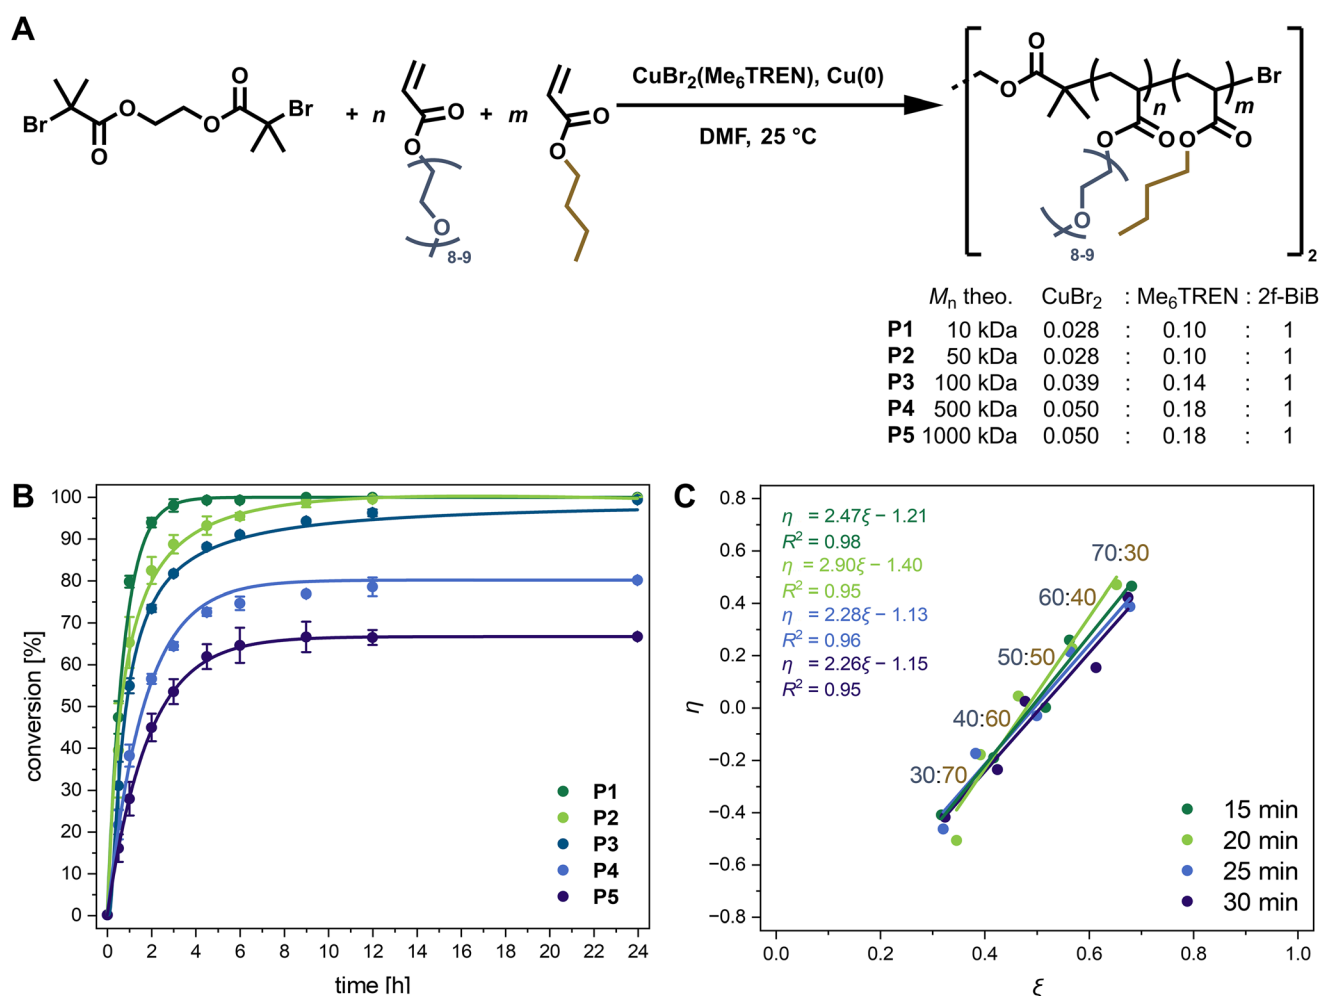 A
Br
O
O
O
O
Br
+ n
O
O
O
8-9
+ m
O
O
CuBr2(Me6TREN), Cu(0)
DMF, 25 °C
O
O
n
m
Br
O
O
O
O
O
8-9
2
Mn theo. CuBr2 : Me6TREN : 2f-BiB
P1 10 kDa 0.028 : 0.10 : 1
P2 50 kDa 0.028 : 0.10 : 1
P3 100 kDa 0.039 : 0.14 : 1
P4 500 kDa 0.050 : 0.18 : 1
P5 1000 kDa 0.050 : 0.18 : 1
B
conversion [%]
100
90
80
70
60
50
40
30
20
10
0
P1
P2
P3
P4
P5
0 2 4 6 8 10 12 14 16 18 20 22 24
time [h]
C
η
0.8
0.6
0.4
0.2
0.0
−0.2
−0.4
−0.6
−0.8
η = 2.47ξ − 1.21
R2 = 0.98
η = 2.90ξ − 1.40
R2 = 0.95
η = 2.28ξ − 1.13
R2 = 0.96
η = 2.26ξ − 1.15
R2 = 0.95
70:30
60:40
50:50
40:60
30:70
15 min
20 min
25 min
30 min
0.0 0.2 0.4 0.6 0.8 1.0
ξ